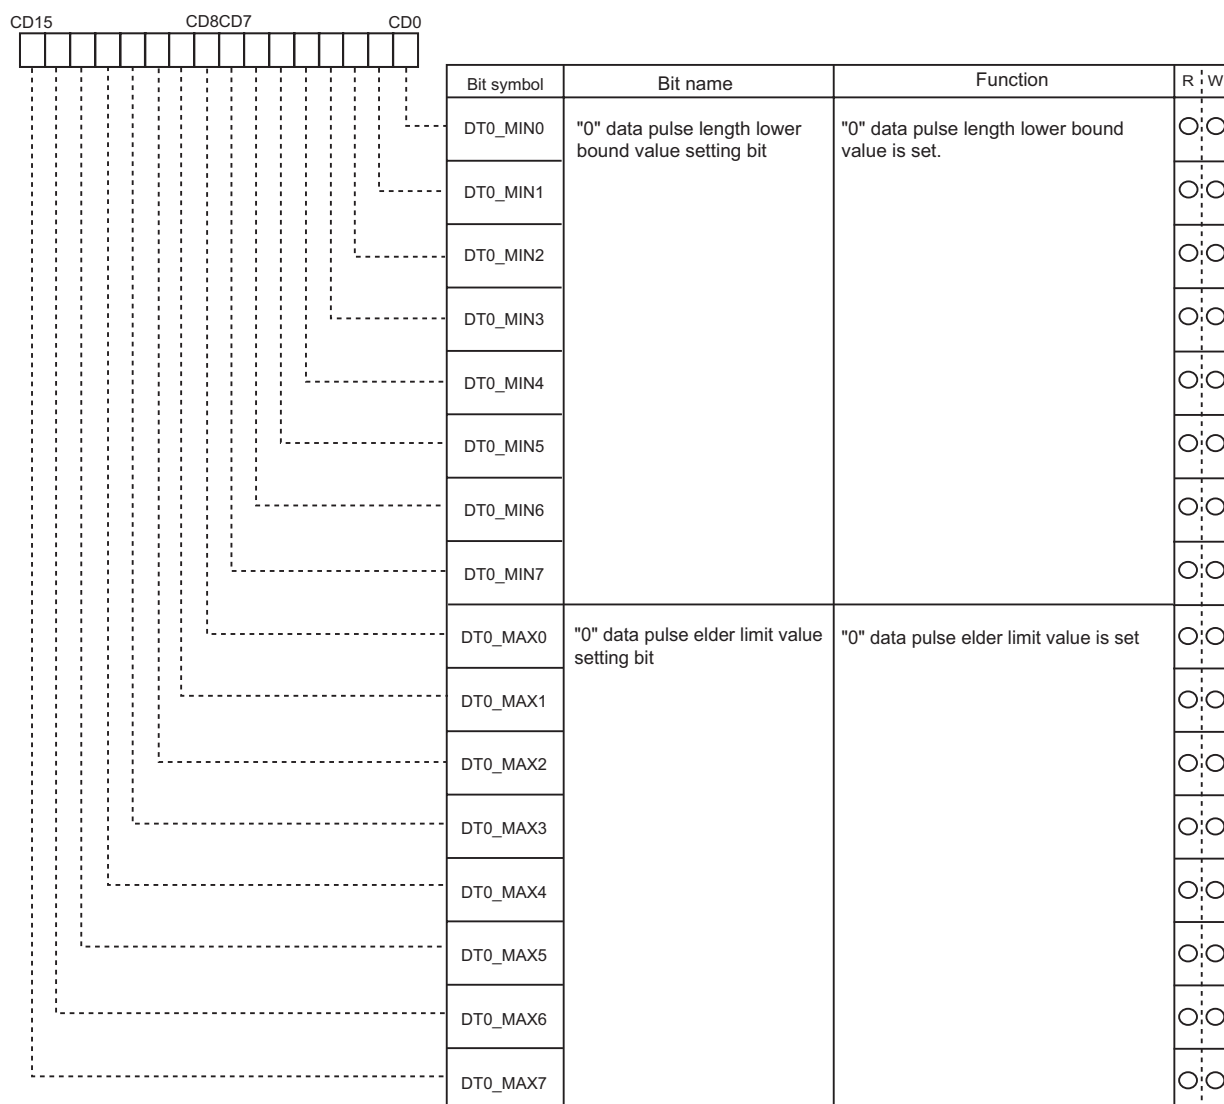 CD15 CD8CD7 CD0
Bit symbol Bit name Function R W
DT0_MIN0 "0" data pulse length lower "0" data pulse length lower bound
bound value setting bit value is set.
DT0_MIN1
DT0_MIN2
DT0_MIN3
DT0_MIN4
DT0_MIN5
DT0_MIN6
DT0_MIN7
DT0_MAX0 "0" data pulse elder limit value "0" data pulse elder limit value is set
setting bit
DT0_MAX1
DT0_MAX2
DT0_MAX3
DT0_MAX4
DT0_MAX5
DT0_MAX6
DT0_MAX7